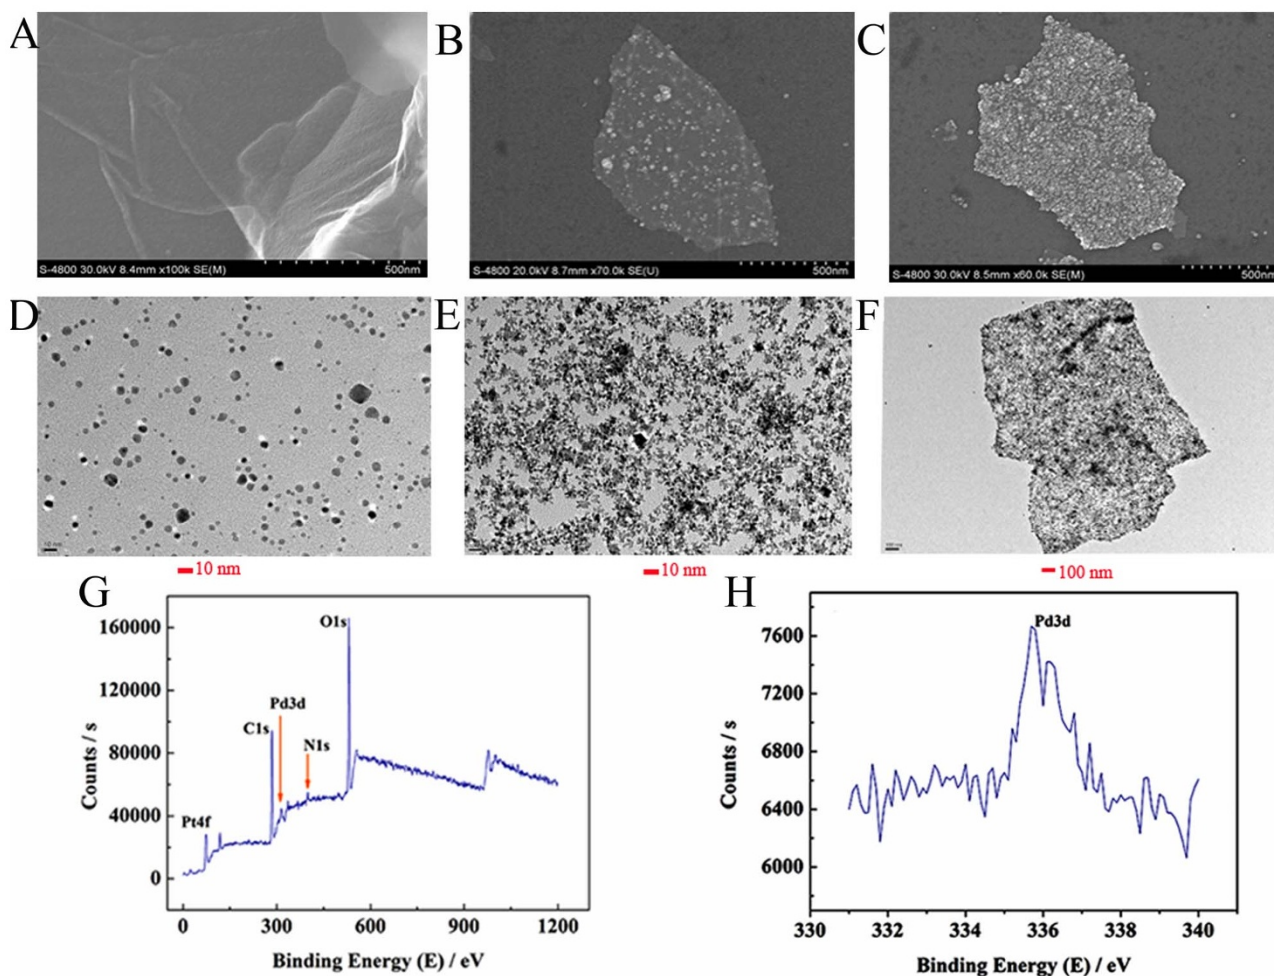 A
B
C
S-4800 30.0kV 8.4mm x100k SE(M)
500nm
S-4800 20.0kV 8.7mm x70.0k SE(U)
500nm
S-4800 30.0kV 8.5mm x60.0k SE(M)
500nm
D
E
F
10 nm
10 nm
10 nm
100 nm
G
160000
120000
80000
40000
0
Counts / s
O1s
Pd3d
C1s
N1s
Pt4f
0 300 600 900 1200
Binding Energy (E) / eV
H
7600
7200
6800
6400
6000
Counts / s
Pd3d
330 332 334 336 338 340
Binding Energy (E) / eV